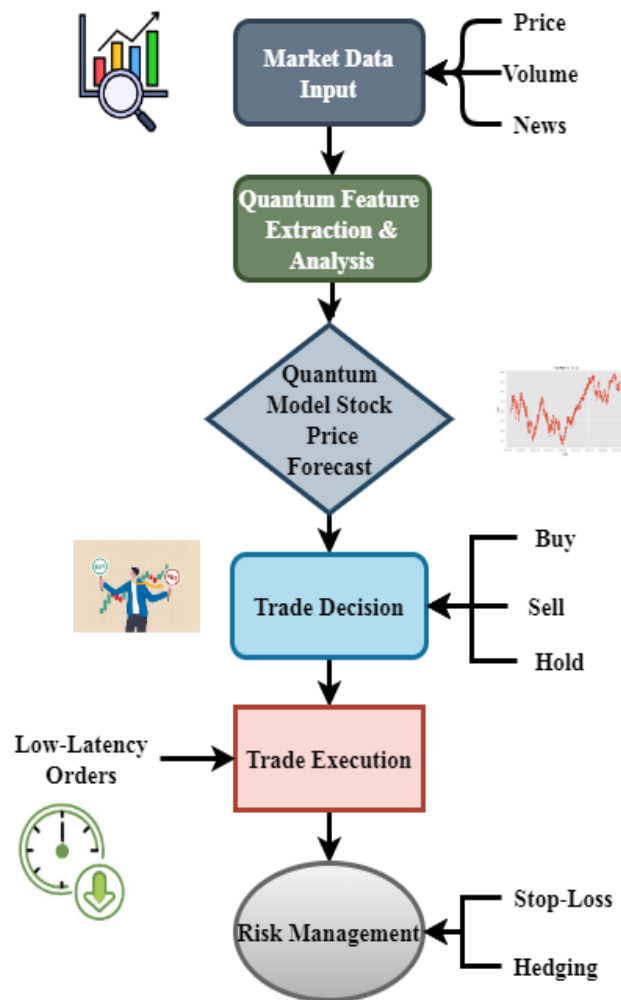 Price
Market Data
Input
Volume
News
Quantum Feature
Extraction &
Analysis
Quantum
Model Stock
Price
Forecast
Buy
Trade Decision
Sell
Hold
Low-Latency
Orders
Trade Execution
Stop-Loss
Risk Management
Hedging